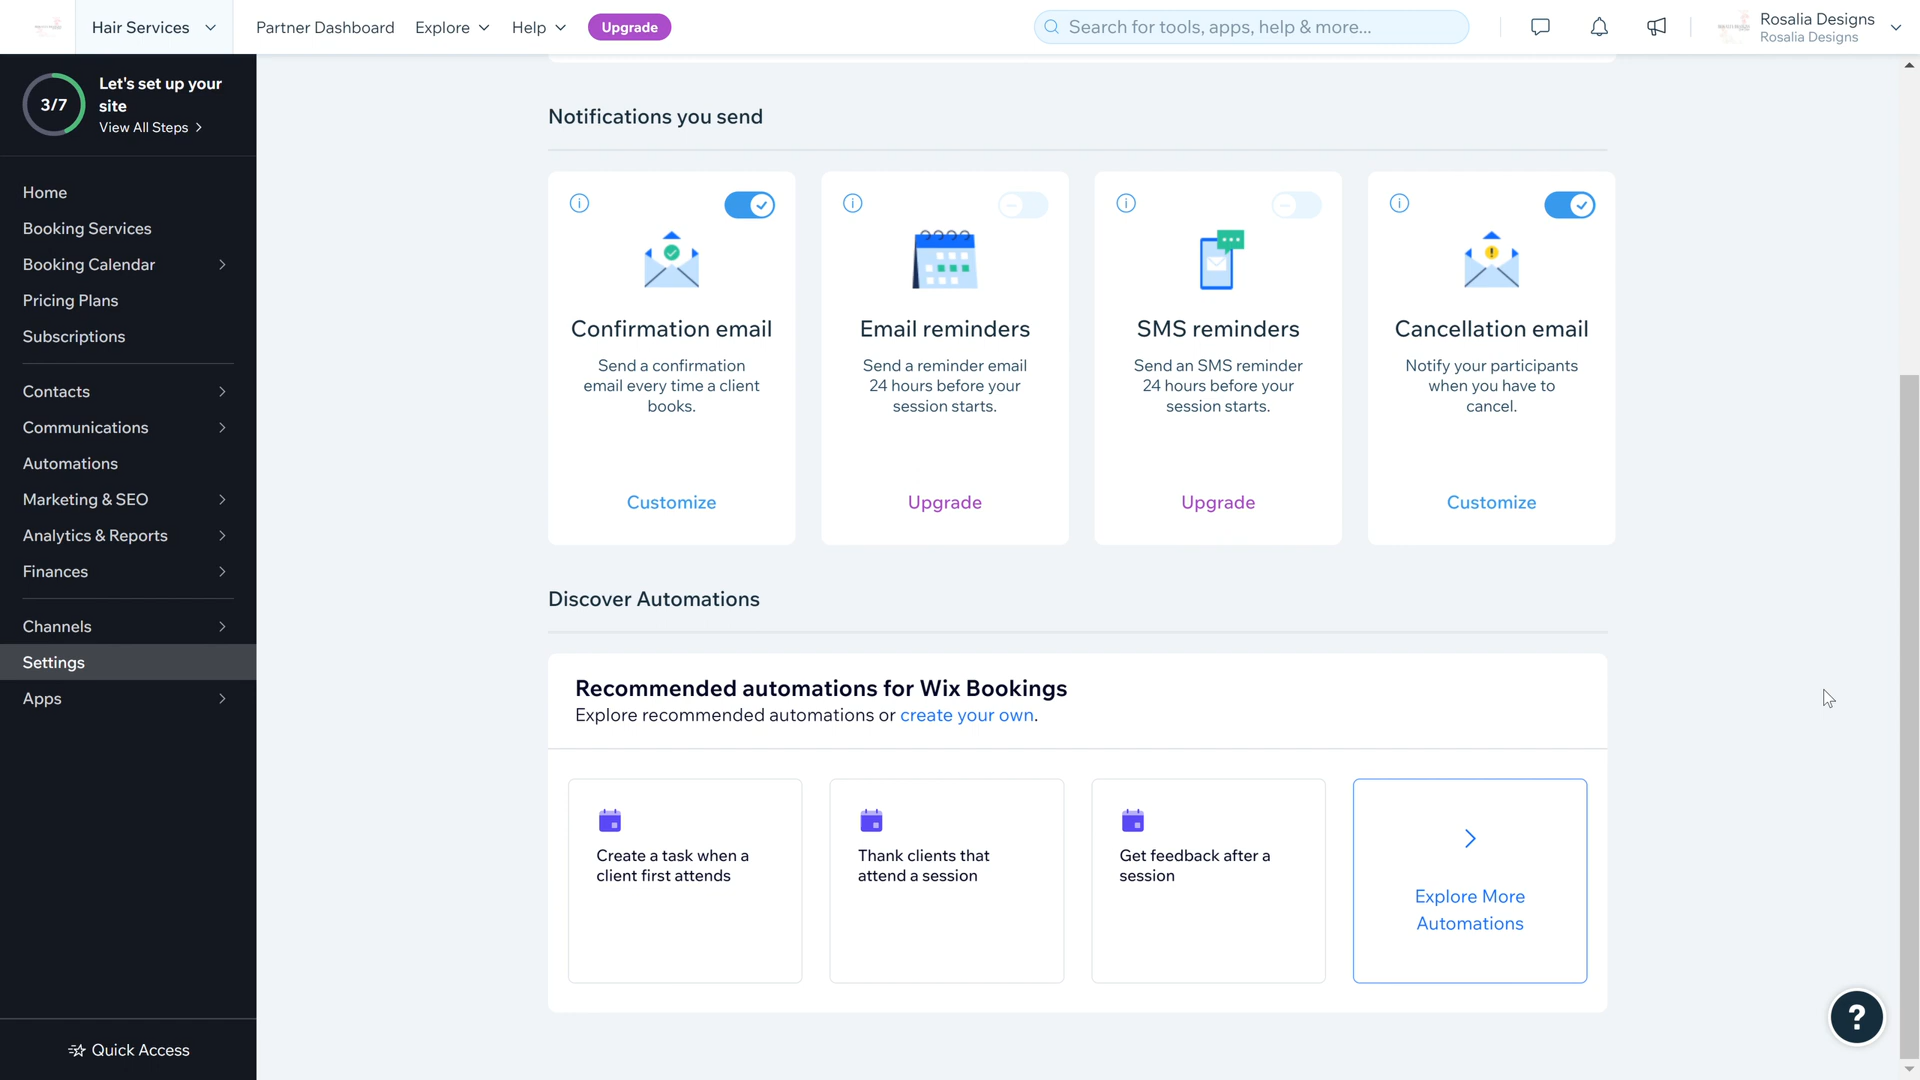 Hair Services
Partner Dashboard
Explore
Help
Upgrade
Search for tools, apps, help & more...
Rosalia Designs
Rosalia Designs
3/7
Let's set up your
site
View All Steps
Home
Booking Services
Booking Calendar
Pricing Plans
Subscriptions
Contacts
Communications
Automations
Marketing & SEO
Analytics & Reports
Finances
Channels
Settings
Apps
Quick Access
Notifications you send
Confirmation email
Send a confirmation
email every time a client
books.
Customize
Email reminders
Send a reminder email
24 hours before your
session starts.
Upgrade
SMS reminders
Send an SMS reminder
24 hours before your
session starts.
Upgrade
Cancellation email
Notify your participants
when you have to
cancel.
Customize
Discover Automations
Recommended automations for Wix Bookings
Explore recommended automations or create your own.
Create a task when a
client first attends
Thank clients that
attend a session
Get feedback after a
session
Explore More
Automations
?